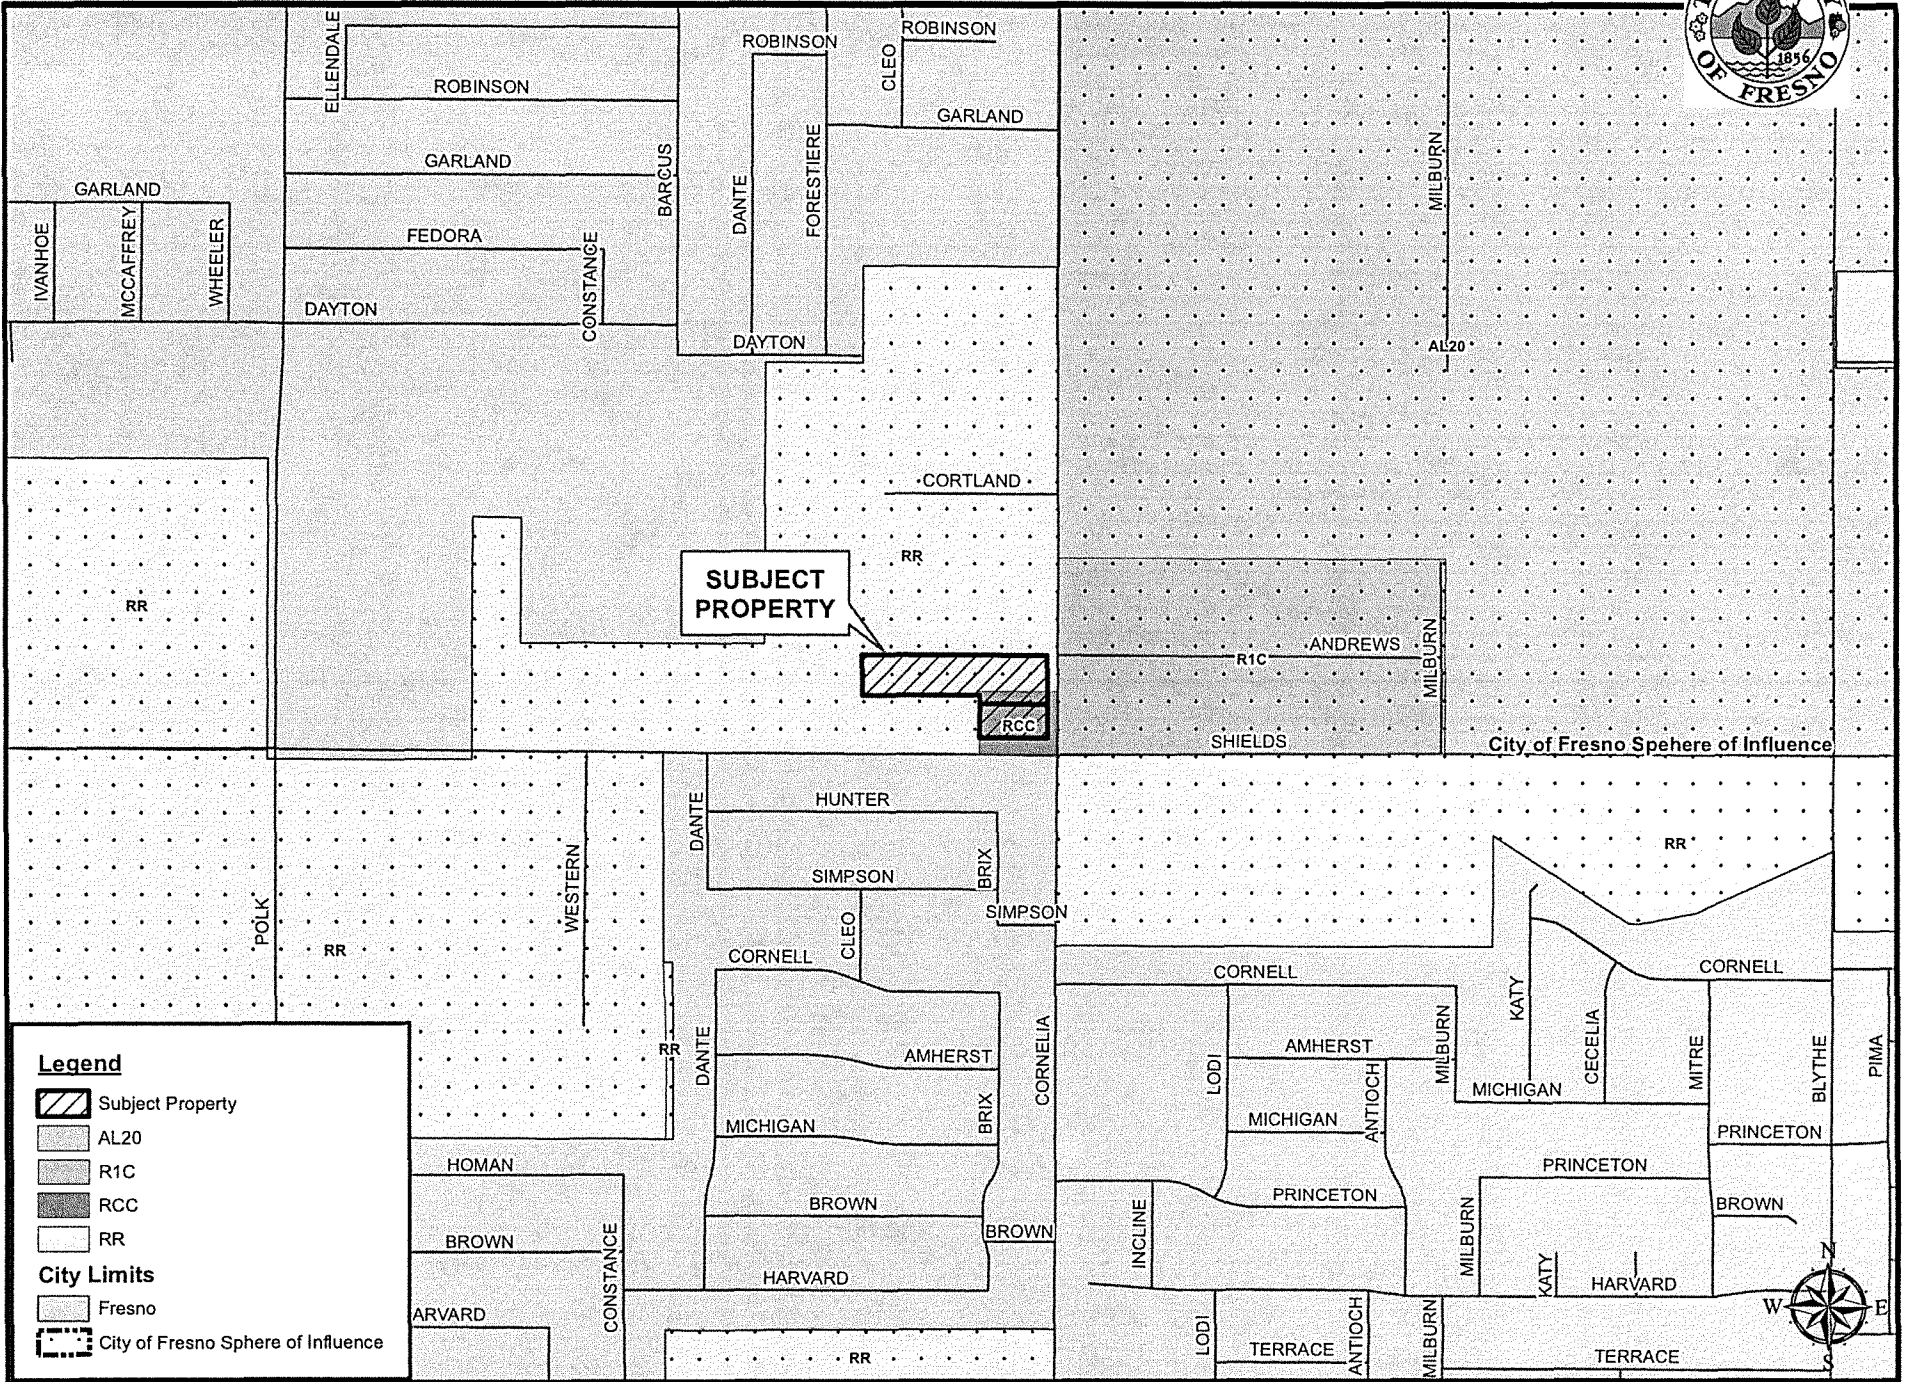 ELLENDALE
ROBINSON
ROBINSON
CLEO
ROBINSON
1856
OF FRESNO
GARLAND
GARLAND
BARCUS
DANTE
FORESTIERE
MILBURN
GARLAND
IVANHOE
MCCAFFREY
WHEELER
FEDORA
CONSTANCE
DAYTON
DAYTON
AL20
CORTLAND
RR
SUBJECT
PROPERTY
RR
ANDREWS
R1C
MILBURN
RCC
SHIELDS
City of Fresno Spehere of Influence
HUNTER
DANTE
WESTERN
BRIX
RR
SIMPSON
POLK
CLEO
SIMPSON
RR
CORNELL
CORNELL
CORNELL
KATY
CECELIA
MITRE
BLYTHE
PIMA
RR
DANTE
AMHERST
CORNELIA
LODI
AMHERST
ANTIOCH
MILBURN
MICHIGAN
MICHIGAN
BRIX
MICHIGAN
PRINCETON
HOMAN
PRINCETON
BROWN
PRINCETON
BROWN
BROWN
BROWN
CONSTANCE
INCLINE
MILBURN
KATY
HARVARD
HARVARD
ARVARD
LODI
TERRACE
ANTIOCH
MILBURN
TERRACE
RR
N
W
E
S
Legend
Subject Property
AL20
R1C
RCC
RR
City Limits
Fresno
City of Fresno Sphere of Influence